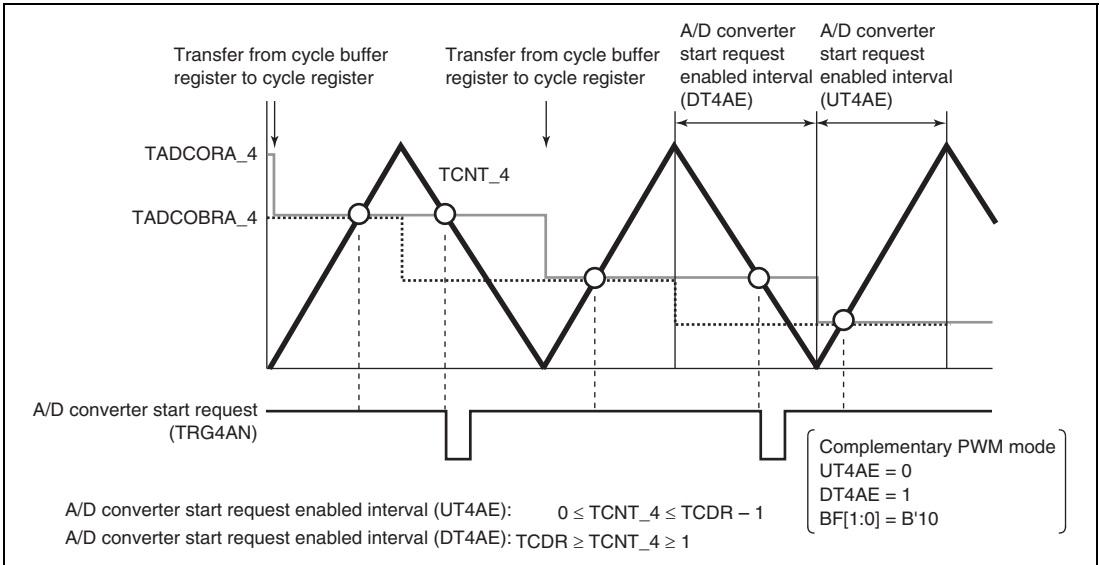 Transfer from cycle buffer
register to cycle register
Transfer from cycle buffer
register to cycle register
A/D converter
start request
enabled interval
(DT4AE)
A/D converter
start request
enabled interval
(UT4AE)
TADCORA_4
TCNT_4
TADCOBRA_4
A/D converter start request
(TRG4AN)
Complementary PWM mode
UT4AE = 0
DT4AE = 1
BF[1:0] = B'10
A/D converter start request enabled interval (UT4AE): 0 ≤ TCNT_4 ≤ TCDR – 1
A/D converter start request enabled interval (DT4AE): TCDR ≥ TCNT_4 ≥ 1